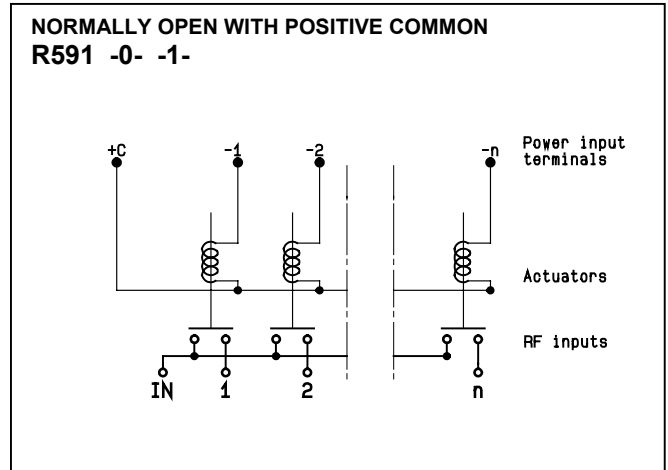 NORMALLY OPEN WITH POSITIVE COMMON
R591 -0- -1-
+C -1 -2 -n Power input
terminals
Actuators
RF inputs
IN 1 2 n